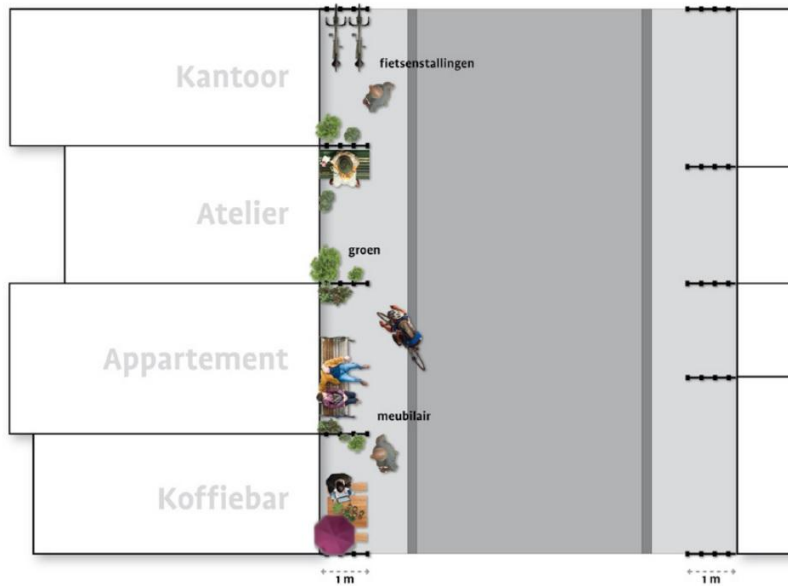 Kantoor
fietsenstallingen
Atelier
groen
Appartement
meubilair
Koffiebar
1 m
1 m